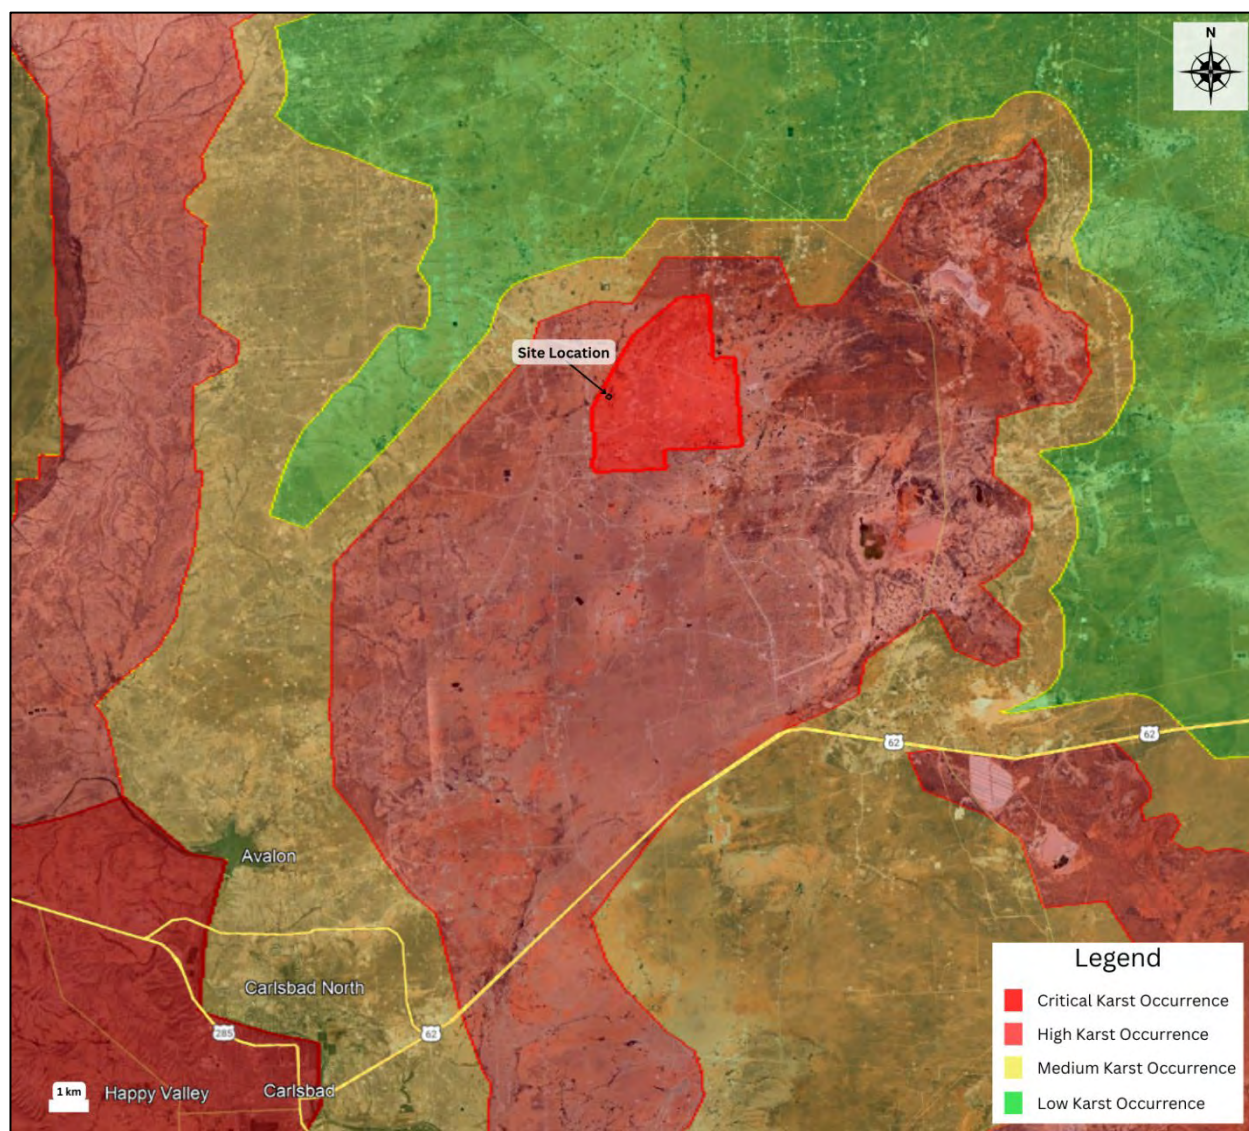 N
Site Location
62
62
Avalon
Carlsbad North
285
62
Happy Valley
Carlsbad
1 km
Legend
Critical Karst Occurrence
High Karst Occurrence
Medium Karst Occurrence
Low Karst Occurrence